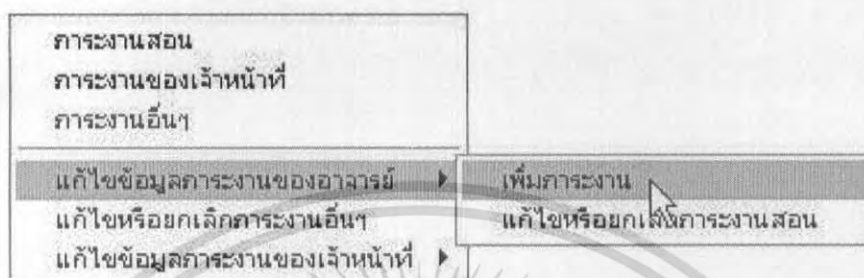 ภาระงานสอน
ภาระงานของเจ้าหน้าที่
ภาระงานอื่นๆ
แก้ไขข้อมูลภาระงานของอาจารย์
เพิ่มภาระงาน
แก้ไขหรือยกเลิกภาระงานอื่นๆ
แก้ไขหรือยกเลิกภาระงานสอน
แก้ไขข้อมูลภาระงานของเจ้าหน้าที่